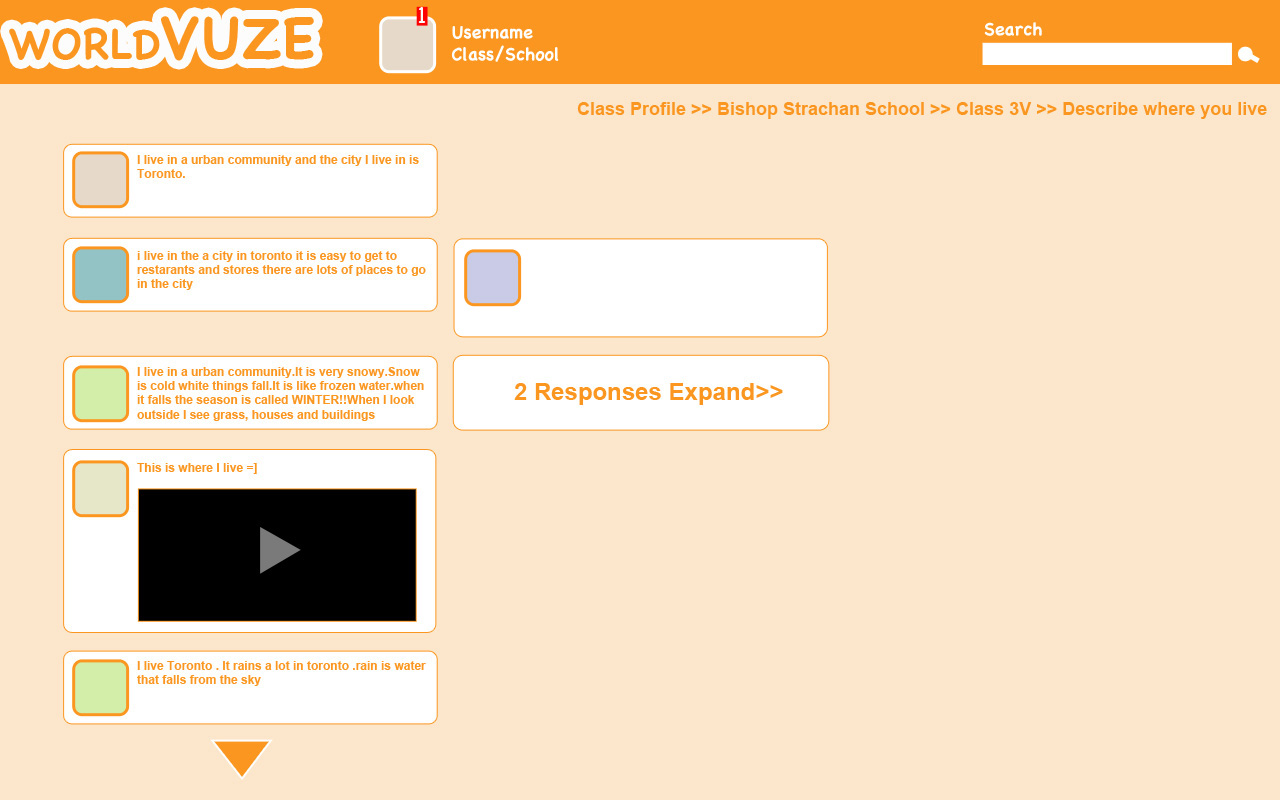 WORLDVUZE
1
Username
Class/School
Search
Class Profile >> Bishop Strachan School >> Class 3V >> Describe where you live
I live in a urban community and the city I live in is
Toronto.
i live in the a city in toronto it is easy to get to
restarants and stores there are lots of places to go
in the city
I live in a urban community.It is very snowy.Snow
is cold white things fall.It is like frozen water.when
it falls the season is called WINTER!!When I look
outside I see grass, houses and buildings
2 Responses Expand>>
This is where I live =]
I live Toronto . It rains a lot in toronto .rain is water
that falls from the sky